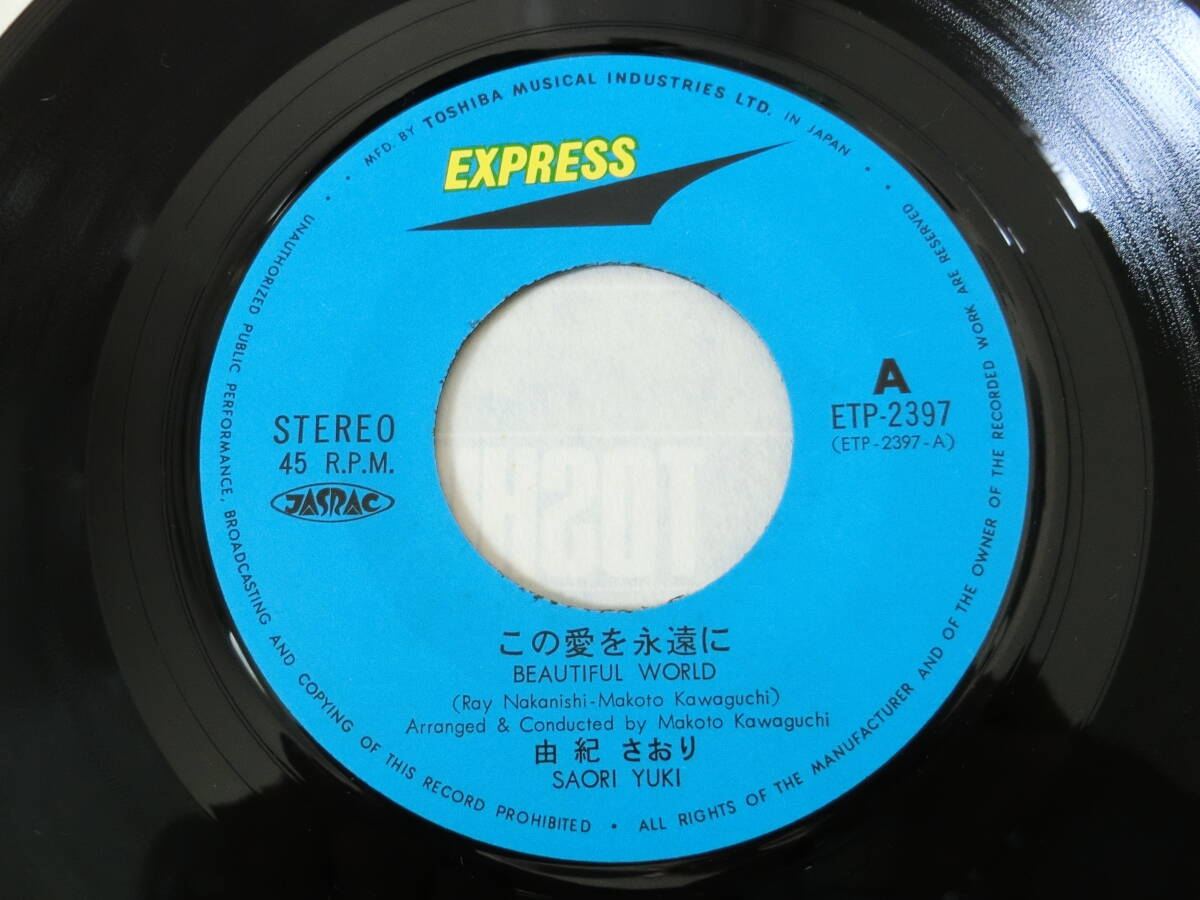 MFD. BY TOSHIBA MUSICAL INDUSTRIES LTD. IN JAPAN
EXPRESS
A
ETP-2397
(ETP-2397-A)
STEREO
45 R.P.M.
JASRAC
TOSH
この愛を永遠に
BEAUTIFUL WORLD
(Ray Nakanishi-Makoto Kawaguchi)
Arranged & Conducted by Makoto Kawaguchi
由紀さおり
SAORI YUKI
UNAUTHORIZED PUBLIC PERFORMANCE, BROADCASTING AND COPYING OF THIS RECORD PROHIBITED • ALL RIGHTS OF THE MANUFACTURER AND OF THE OWNER OF THE RECORDED WORK ARE RESERVED